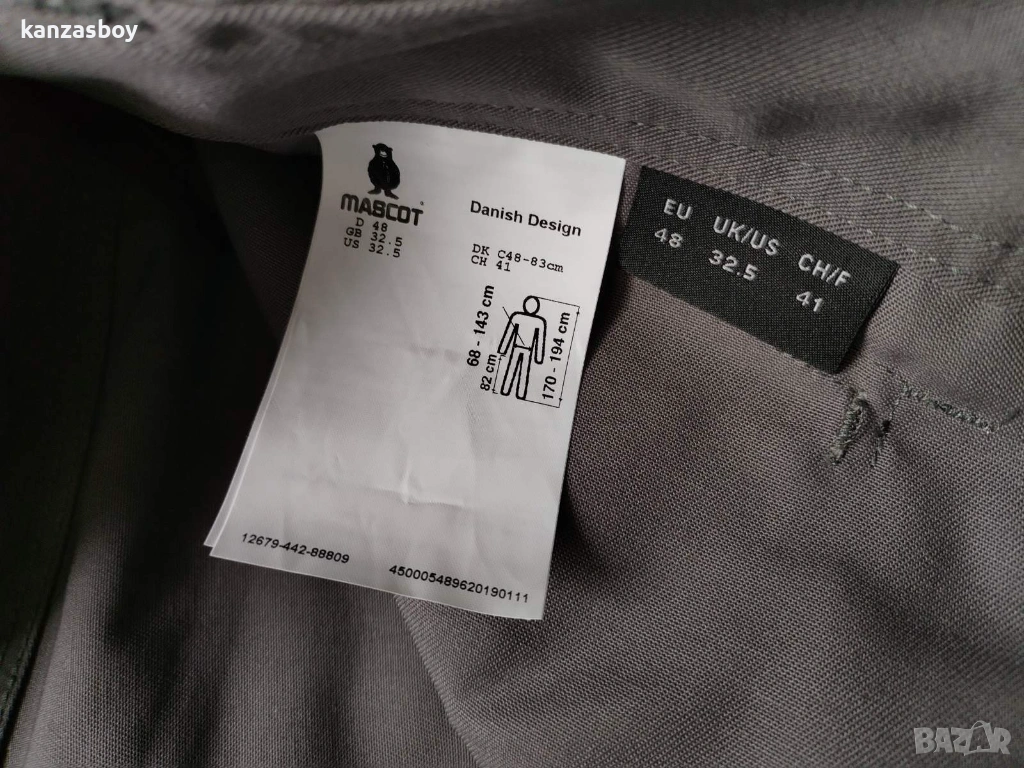 kanzasboy
MASCOT
D 48
GB 32.5
US 32.5
Danish Design
DK C48-83cm
CH 41
68 - 143 cm
82 cm
170 - 194 cm
12679-442-88809
450005489620190111
EU UK/US CH/F
48 32.5 41
BAZAR